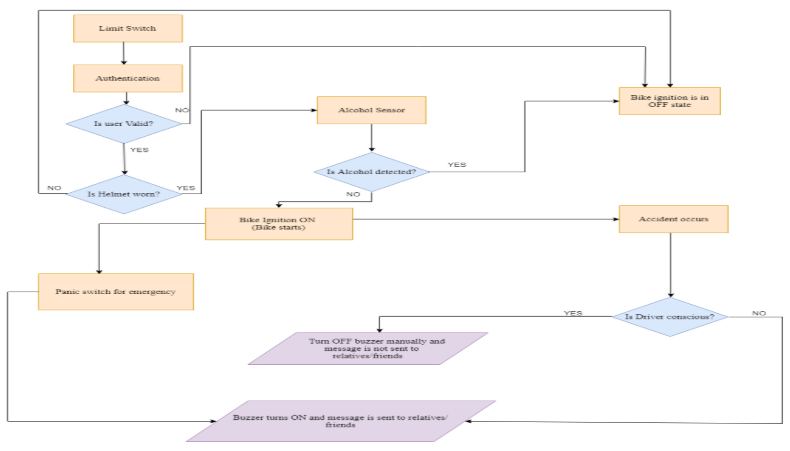 Limit Switch
Authentication
NO
Is user Valid?
YES
Alcohol Sensor
Bike ignition is in
OFF state
Is Alcohol detected?
YES
NO
NO
Is Helmet worn?
YES
Bike Ignition ON
(Bike starts)
Accident occurs
Panic switch for emergency
YES
Is Driver conscious?
NO
Turn OFF buzzer manually and
message is not sent to
relatives/friends
Buzzer turns ON and message is sent to relatives/
friends